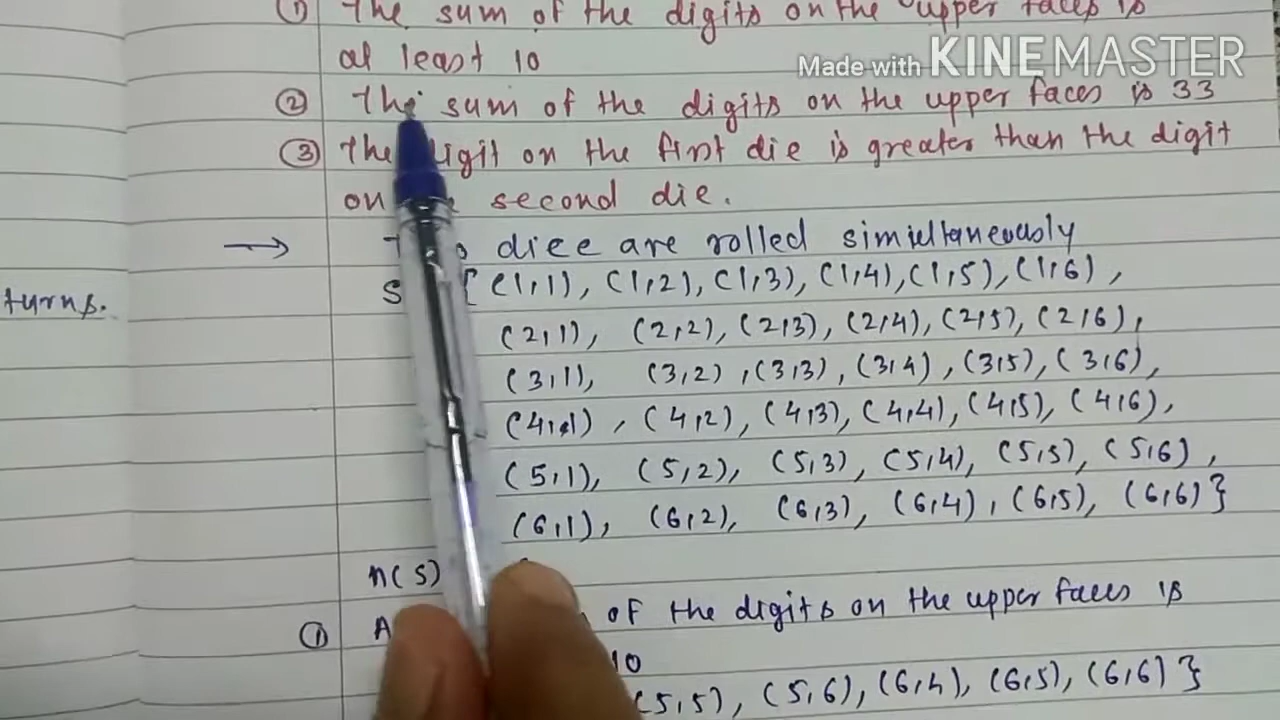 ① The sum of the digits on the upper faces is
at least 10
Made with KINEMASTER
② The sum of the digits on the upper faces is 33
③ The digit on the first die is greater than the digit
on second die.
→ dice are rolled simiultaneously
turns.
S { (1,1), (1,2), (1,3), (1,4), (1,5), (1,6),
(2,1), (2,2), (2,3), (2,4), (2,5), (2,6),
(3,1), (3,2), (3,3), (3,4), (3,5), (3,6),
(4,1), (4,2), (4,3), (4,4), (4,5), (4,6),
(5,1), (5,2), (5,3), (5,4), (5,5), (5,6),
(6,1), (6,2), (6,3), (6,4), (6,5), (6,6) }
n(S)
① A of the digits on the upper faces is
10
(5,5), (5,6), (6,4), (6,5), (6,6) }